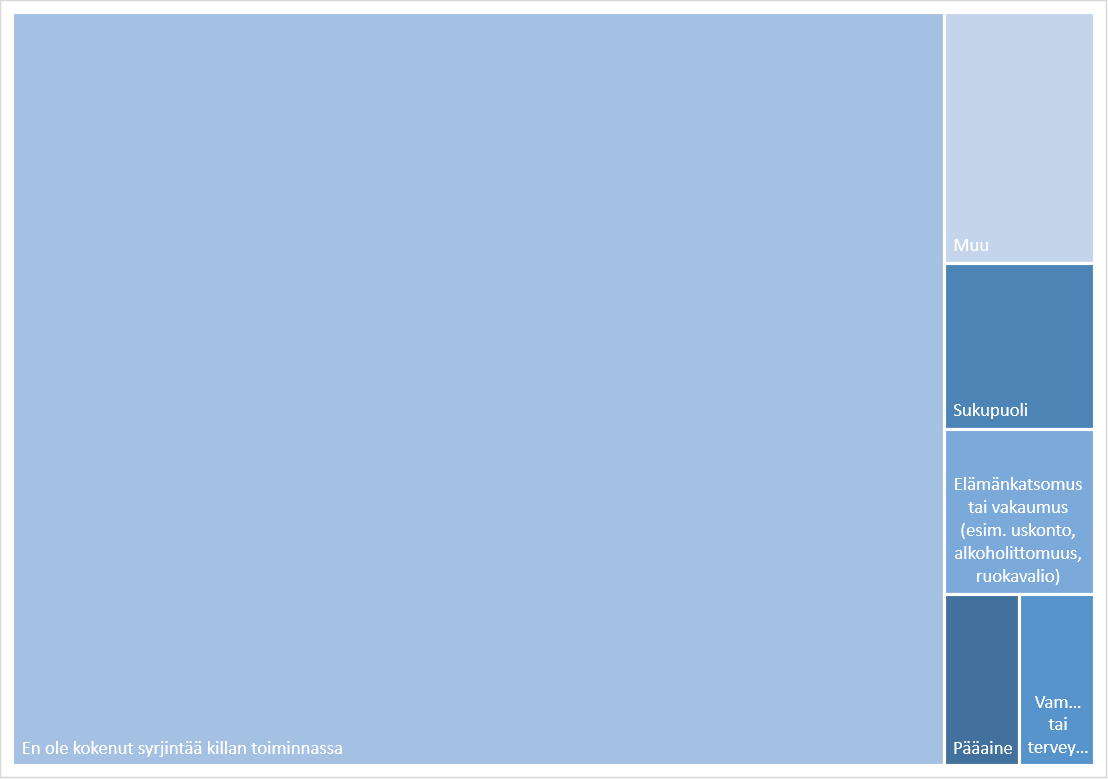 Muu
Sukupuoli
Elämänkatsomus
tai vakaumus
(esim. uskonto,
alkoholittomuus,
ruokavalio)
En ole kokenut syrjintää killan toiminnassa
Pääaine
Vam...
tai
tervey...